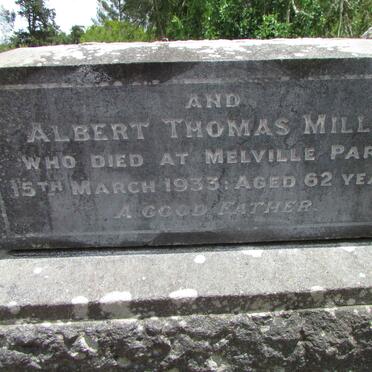 AND
ALBERT THOMAS MILL
WHO DIED AT MELVILLE PAR
15TH MARCH 1933: AGED 62 YEA
A GOOD FATHER